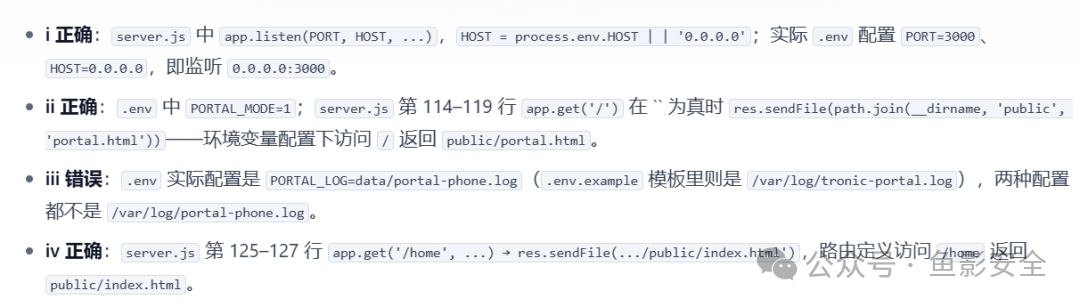 • i 正确： server.js 中 app.listen(PORT, HOST, ...) ， HOST = process.env.HOST | | '0.0.0.0' ；实际 .env 配置 PORT=3000 、
HOST=0.0.0.0 ，即监听 0.0.0.0:3000 。
• ii 正确： .env 中 PORTAL_MODE=1 ； server.js 第 114–119 行 app.get('/') 在 `` 为真时 res.sendFile(path.join(__dirname, 'public',
'portal.html')) ——环境变量配置下访问 / 返回 public/portal.html 。
• iii 错误： .env 实际配置是 PORTAL_LOG=data/portal-phone.log （ .env.example 模板里则是 /var/log/tronic-portal.log ），两种配置
都不是 /var/log/portal-phone.log 。
• iv 正确： server.js 第 125–127 行 app.get('/home', ...) → res.sendFile(.../public/index.html') ，路由定义访问 /home 返回
public/index.html 。
公众号 · 鱼影安全